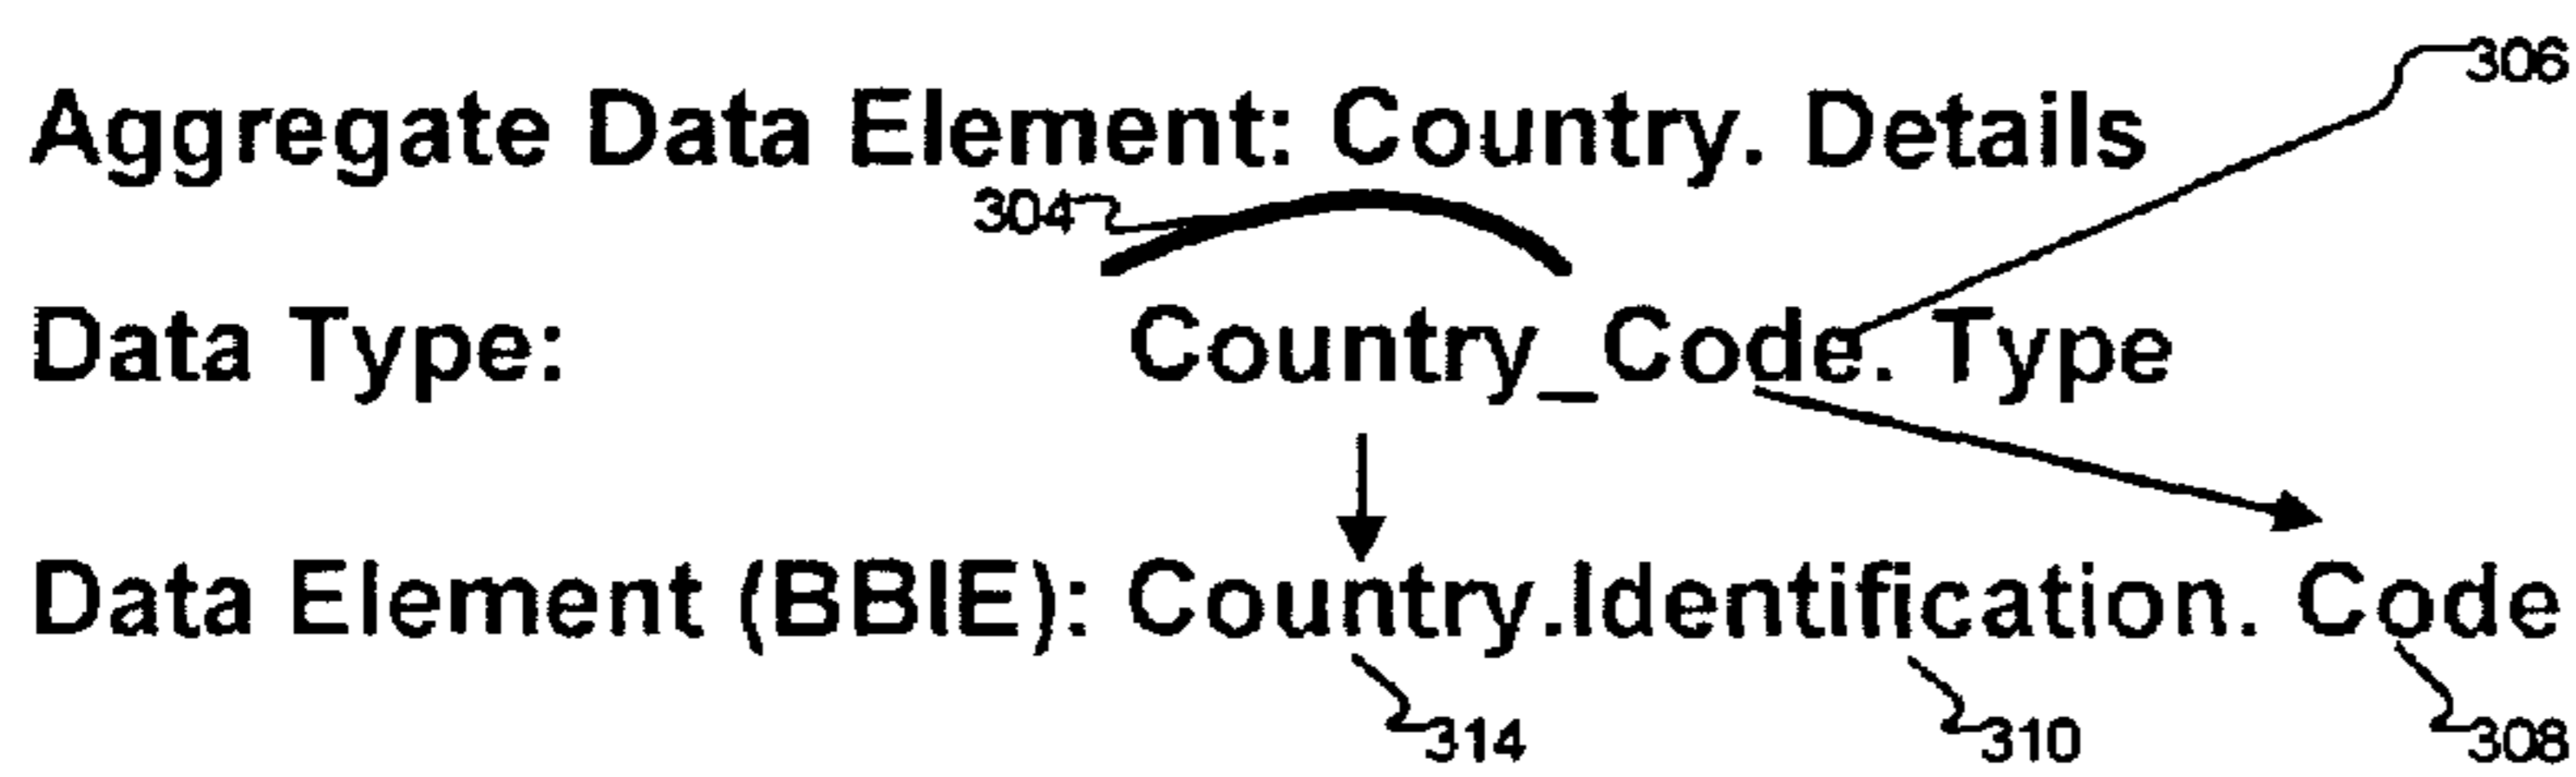 306
Aggregate Data Element: Country. Details
304
Data Type: Country_Code. Type
Data Element (BBIE): Country.Identification. Code
314 310 308